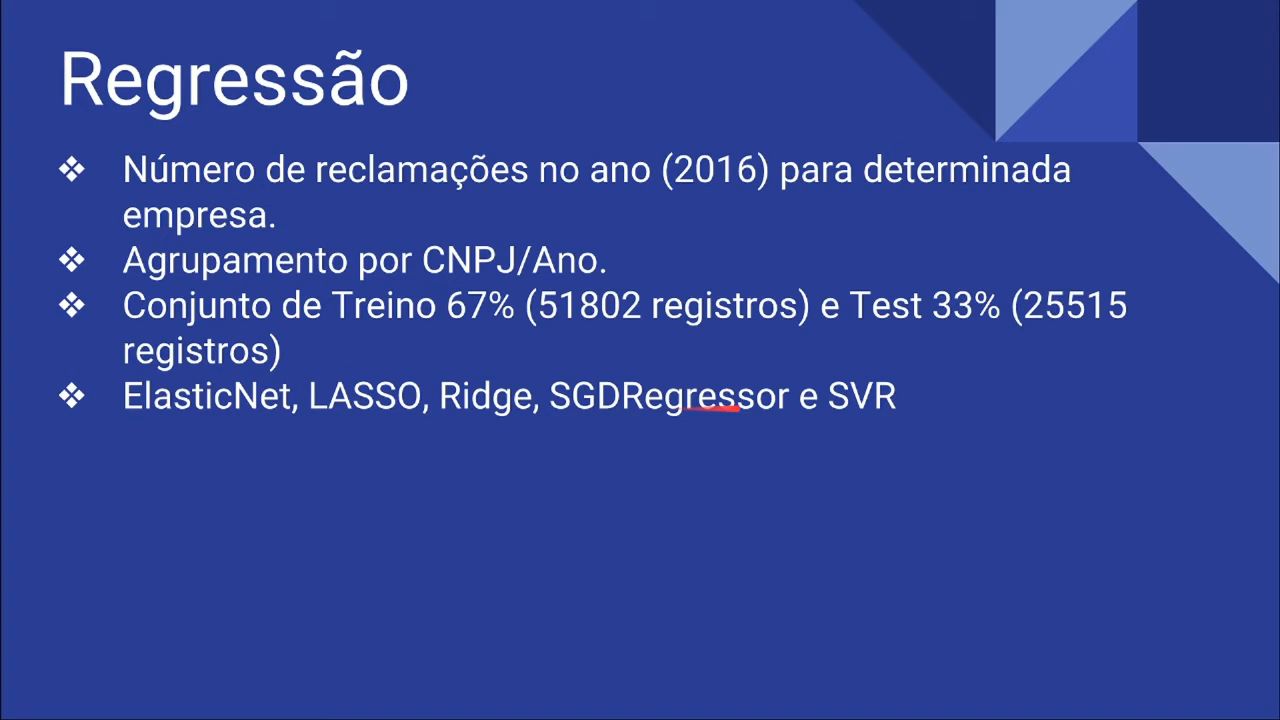 Regressão
❖ Número de reclamações no ano (2016) para determinada
empresa.
❖ Agrupamento por CNPJ/Ano.
❖ Conjunto de Treino 67% (51802 registros) e Test 33% (25515
registros)
❖ ElasticNet, LASSO, Ridge, SGDRegressor e SVR